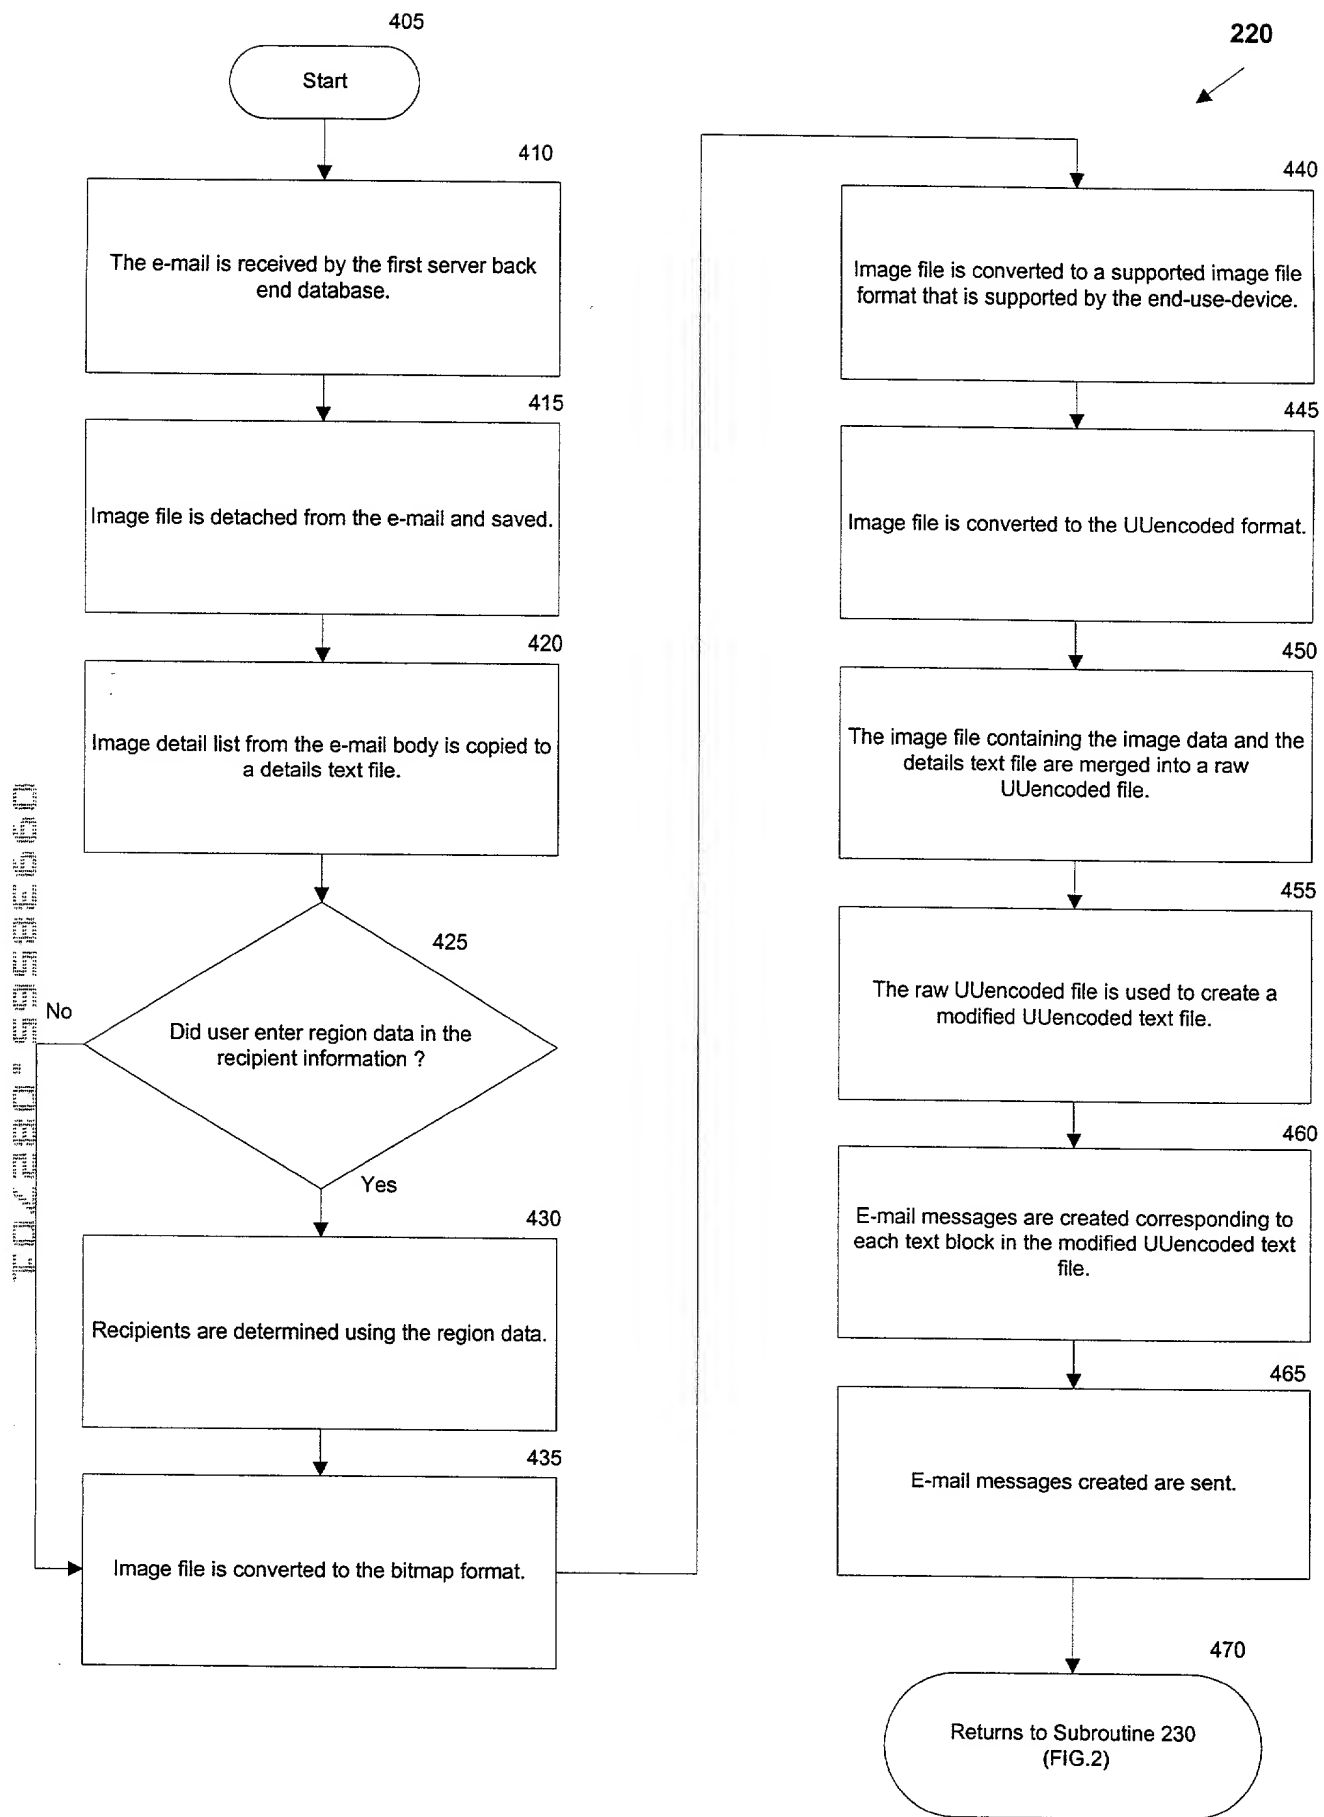 405
220
Start
410
The e-mail is received by the first server back
end database.
415
Image file is detached from the e-mail and saved.
420
Image detail list from the e-mail body is copied to
a details text file.
425
No
Did user enter region data in the
recipient information ?
Yes
430
Recipients are determined using the region data.
435
Image file is converted to the bitmap format.
440
Image file is converted to a supported image file
format that is supported by the end-use-device.
445
Image file is converted to the UUencoded format.
450
The image file containing the image data and the
details text file are merged into a raw
UUencoded file.
455
The raw UUencoded file is used to create a
modified UUencoded text file.
460
E-mail messages are created corresponding to
each text block in the modified UUencoded text
file.
465
E-mail messages created are sent.
470
Returns to Subroutine 230
(FIG.2)
09938565 - 082701